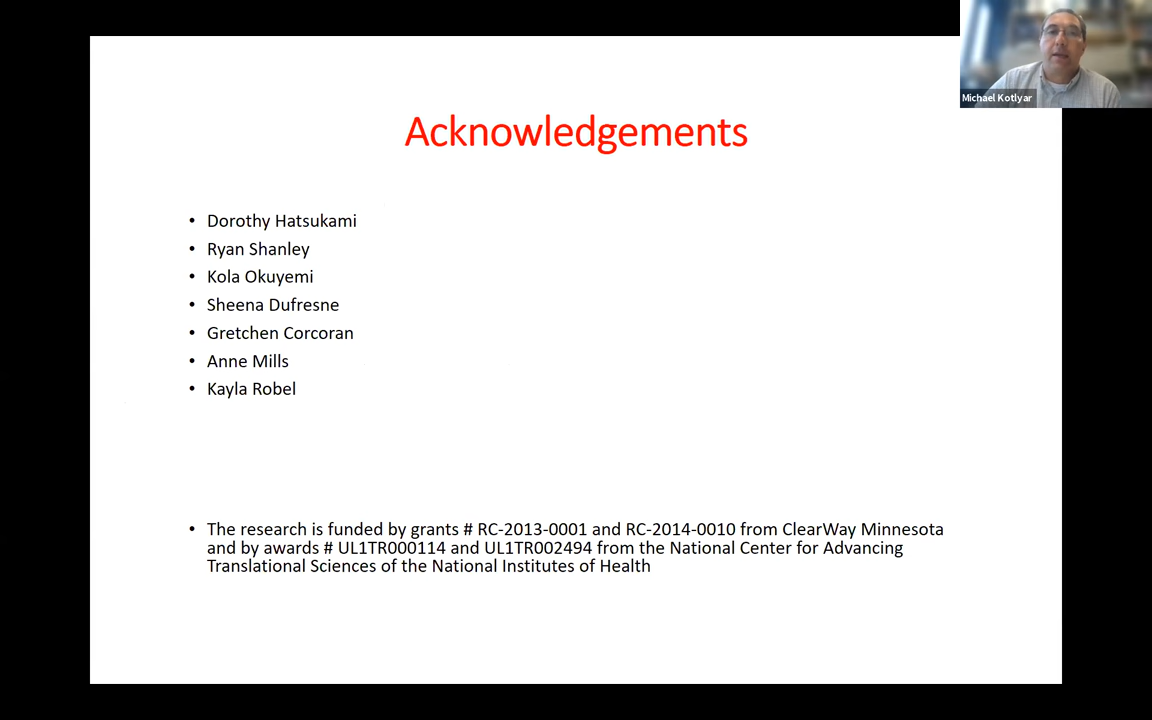 Michael Kotlyar
Acknowledgements
• Dorothy Hatsukami
• Ryan Shanley
• Kola Okuyemi
• Sheena Dufresne
• Gretchen Corcoran
• Anne Mills
• Kayla Robel
• The research is funded by grants # RC-2013-0001 and RC-2014-0010 from ClearWay Minnesota
and by awards # UL1TR000114 and UL1TR002494 from the National Center for Advancing
Translational Sciences of the National Institutes of Health